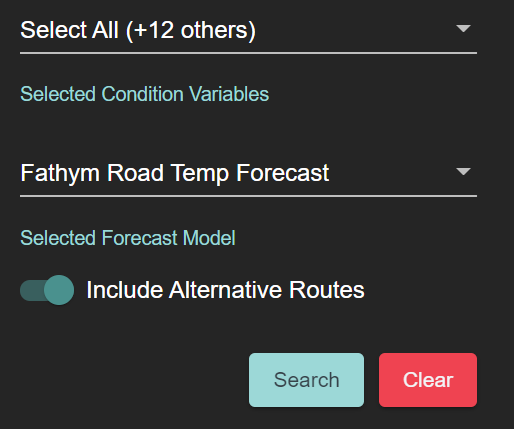 Select All (+12 others)
Selected Condition Variables
Fathym Road Temp Forecast
Selected Forecast Model
Include Alternative Routes
Search Clear